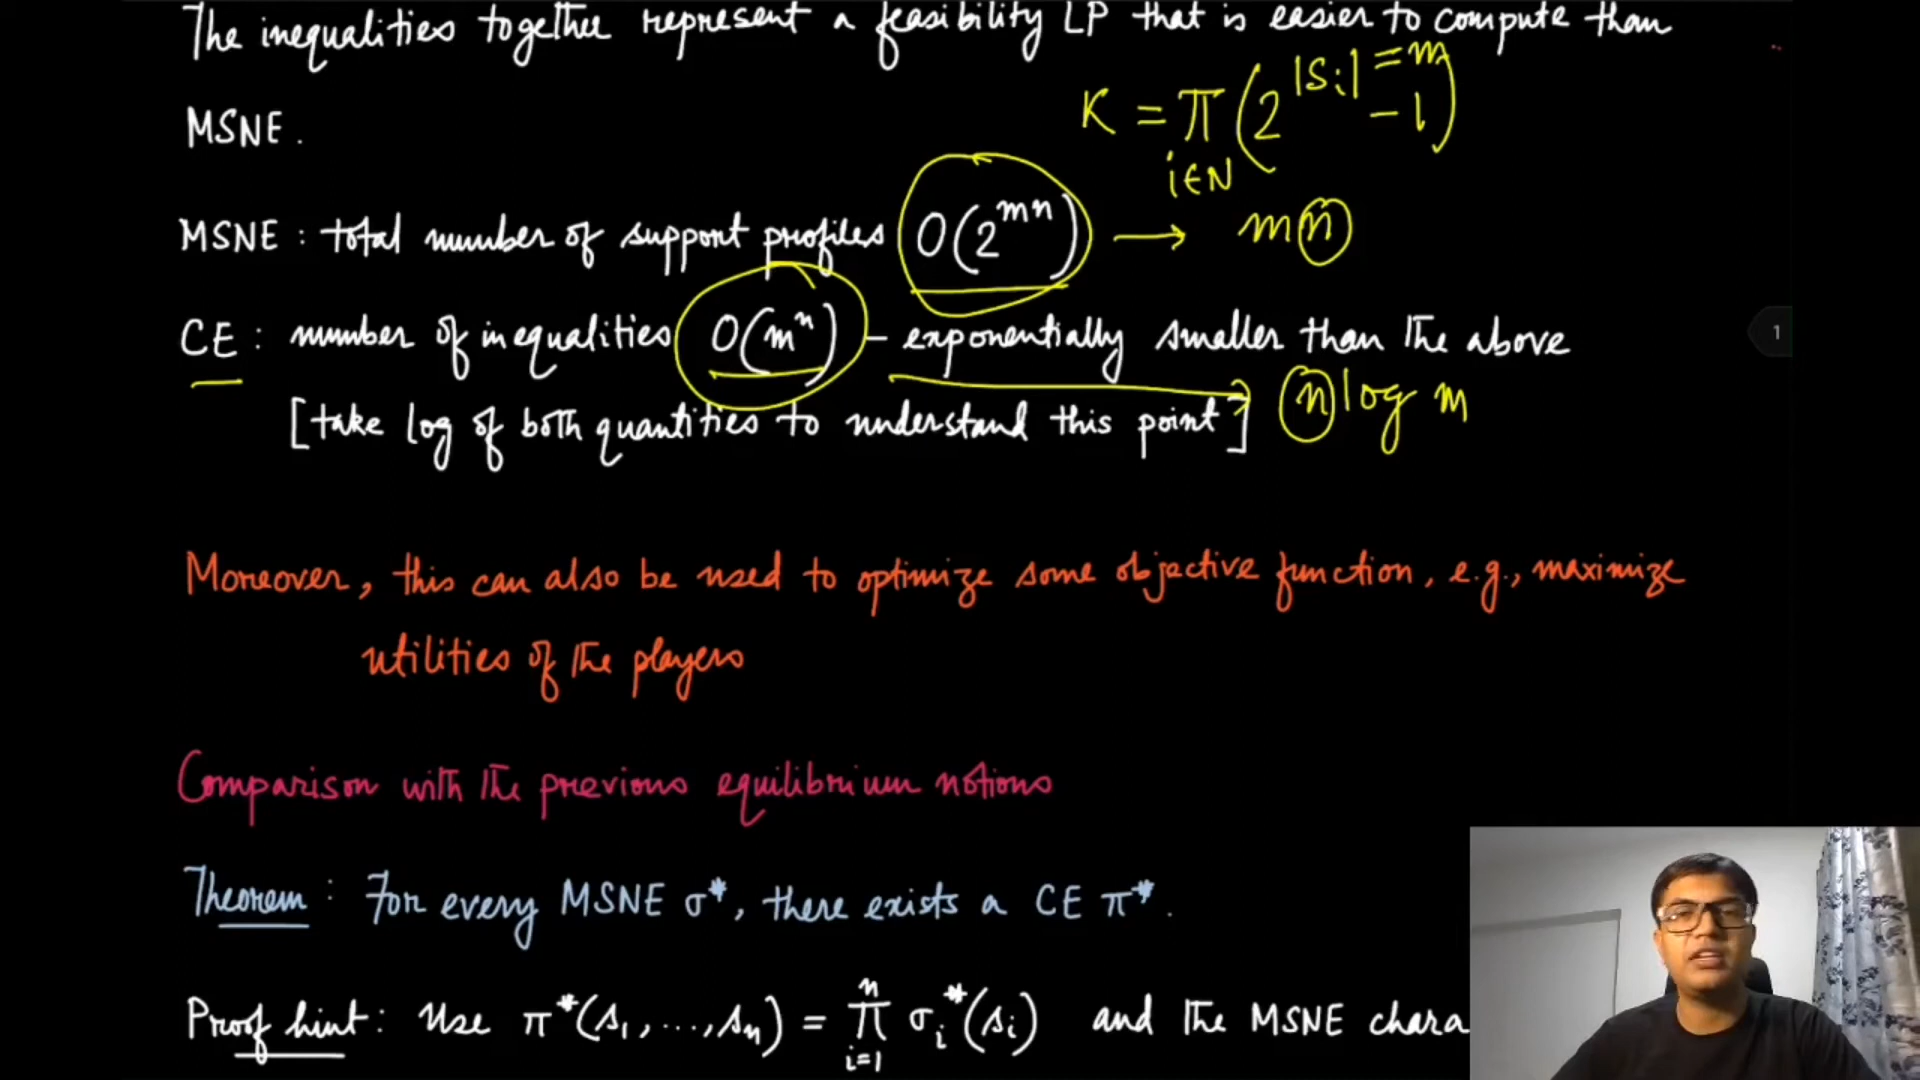 The inequalities together represent a feasibility LP that is easier to compute than
MSNE.
K = π (2^|Si| = m - 1)
i∈N
MSNE : total number of support profiles O(2^mn) → mn
CE : number of inequalities O(m^n) - exponentially smaller than the above
[take log of both quantities to understand this point] n log m
1
Moreover, this can also be used to optimize some objective function, e.g., maximize
utilities of the players
Comparison with the previous equilibrium notions
Theorem : For every MSNE σ*, there exists a CE π*.
Proof hint : Use π*(s1, ..., sn) = π i=1 n σi*(si) and the MSNE chara